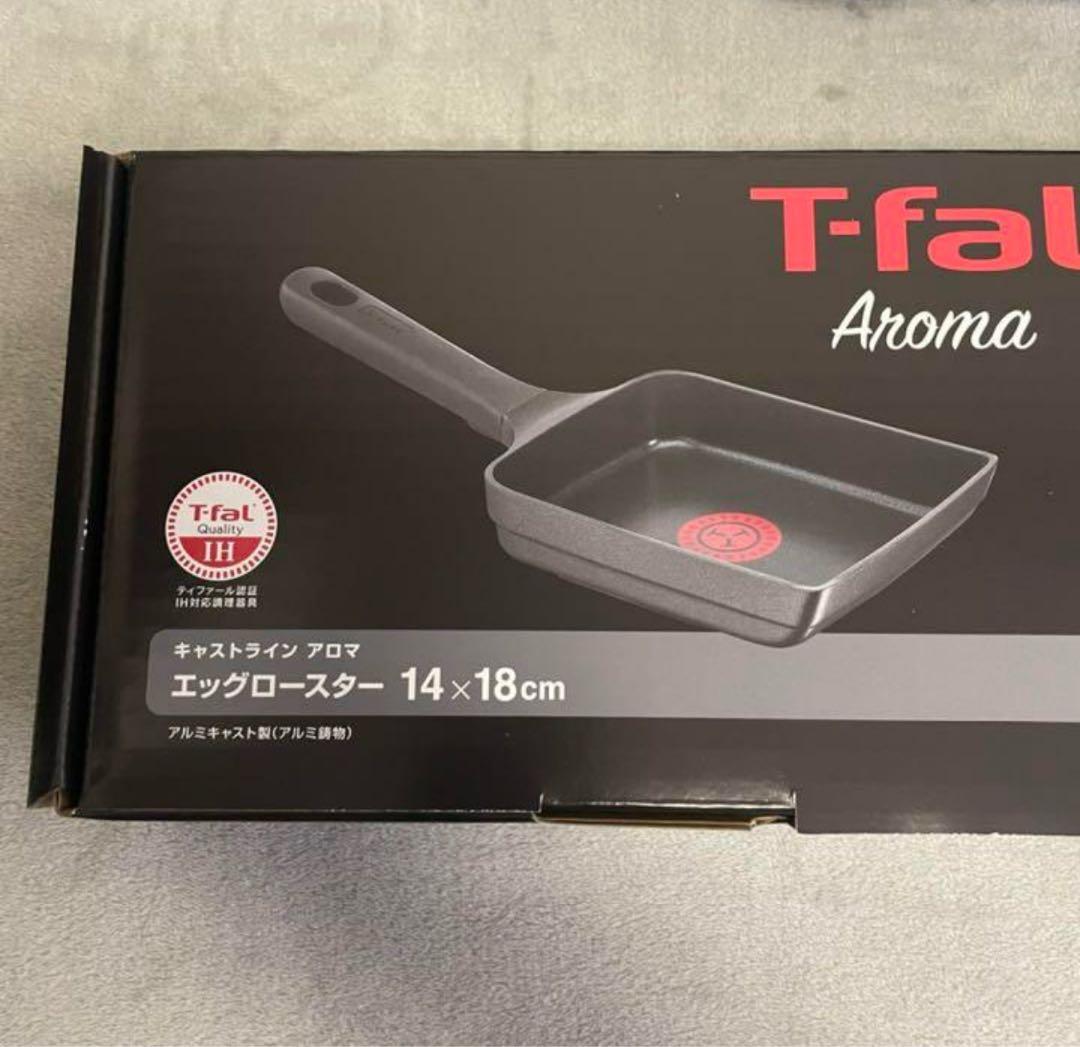 T-fal
Aroma
T-fal
Quality
IH
ティファール認証
IH対応調理器具
キャストライン アロマ
エッグロースター 14×18cm
アルミキャスト製(アルミ鋳物)